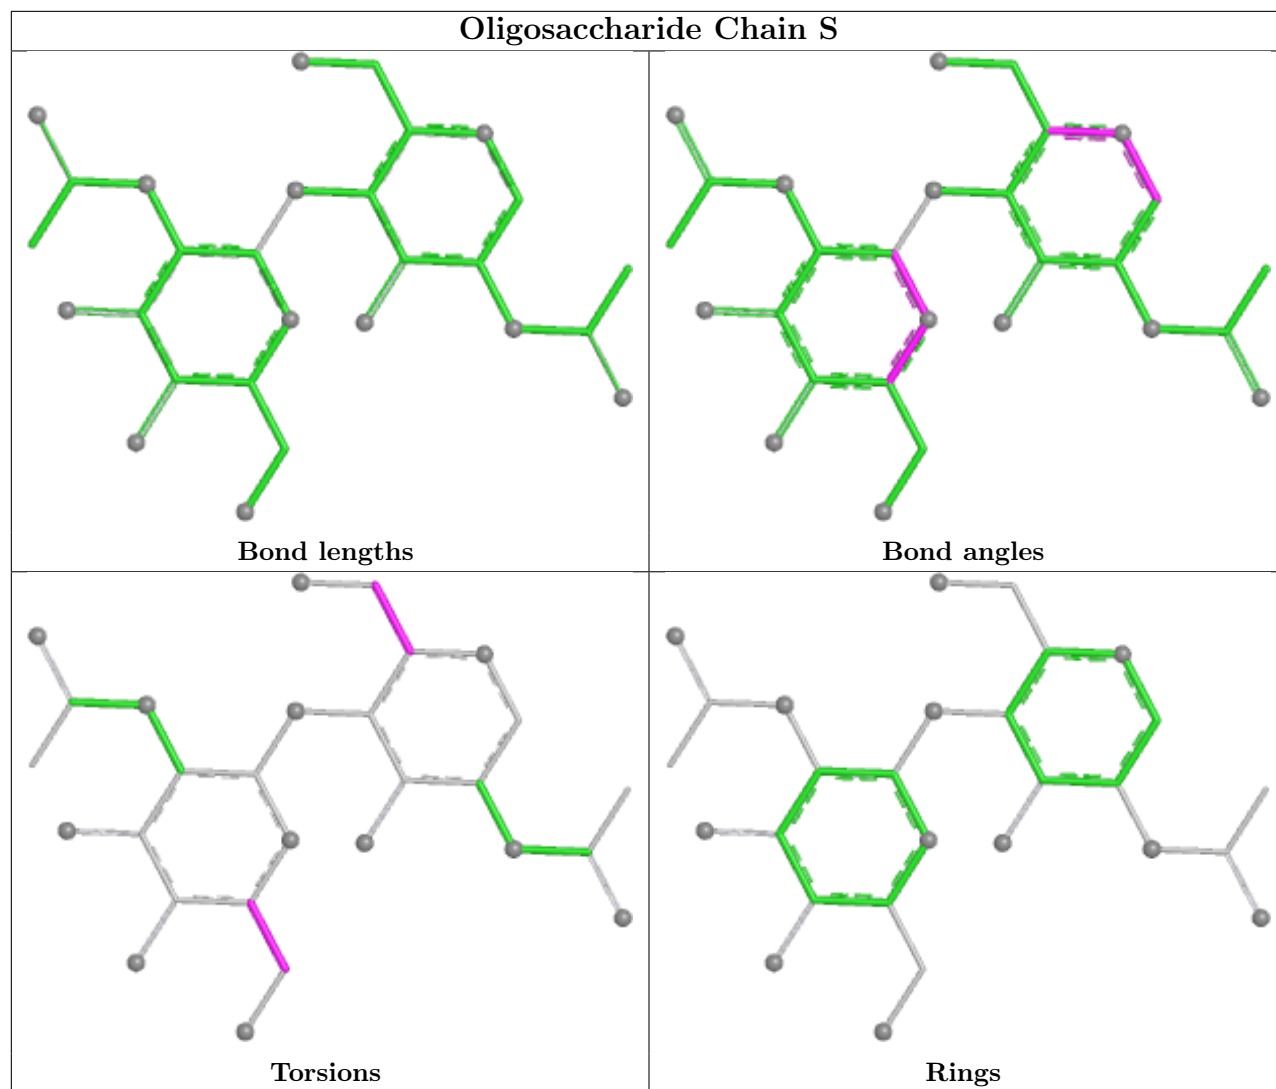 Oligosaccharide Chain S
Bond lengths
Bond angles
Torsions
Rings